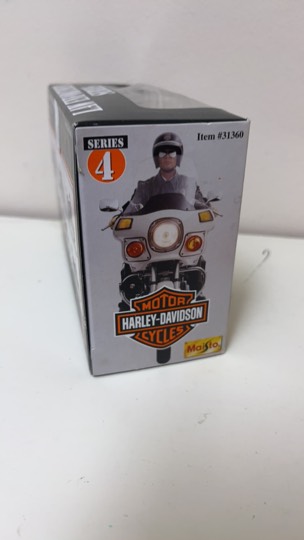 SERIES
4
Item #31360
MOTOR
HARLEY-DAVIDSON
CYCLES
Maisto